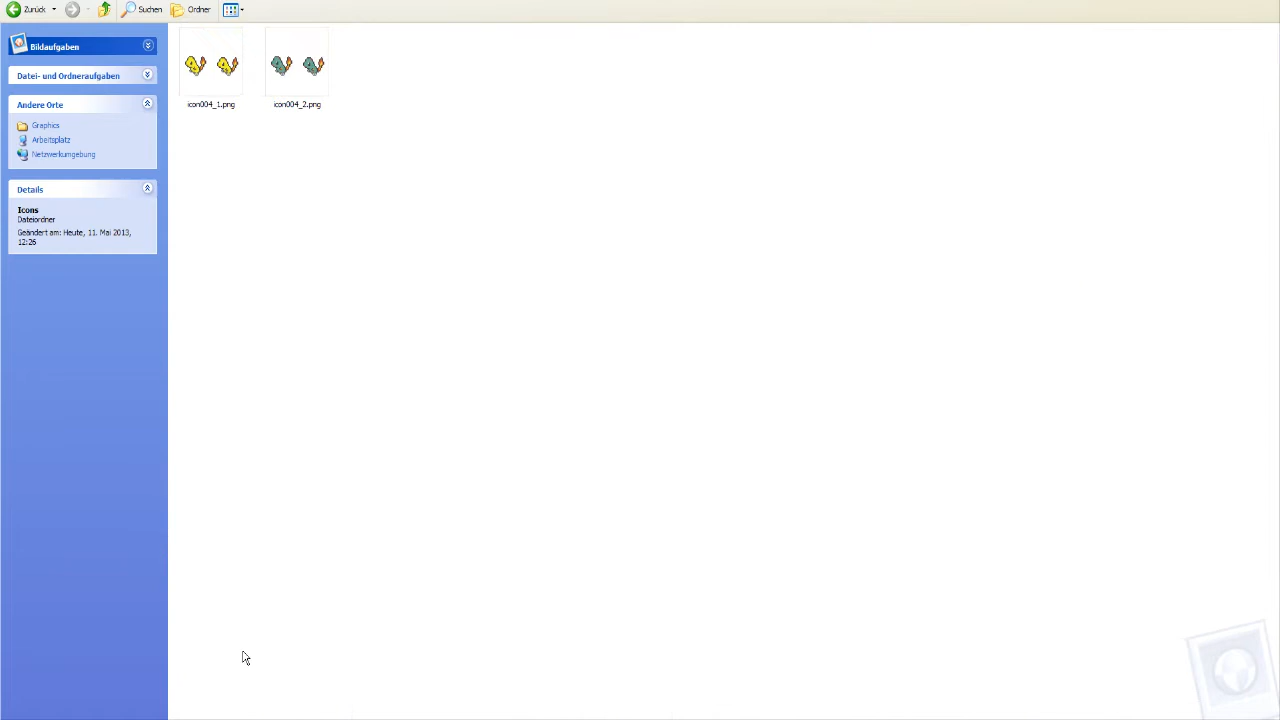 Zurück Suchen Ordner
Bildaufgaben
Datei- und Ordneraufgaben
Andere Orte
Graphics
Arbeitsplatz
Netzwerkumgebung
Details
Icons
Dateiordner
Geändert am: Heute, 11. Mai 2013,
12:26
icon004_1.png icon004_2.png